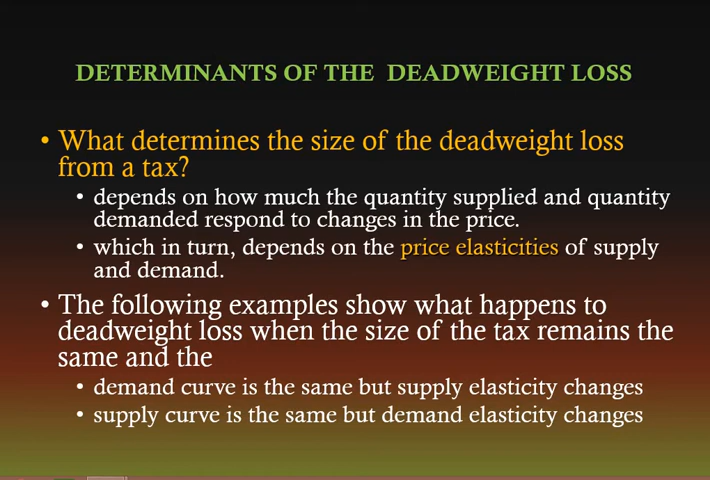 DETERMINANTS OF THE DEADWEIGHT LOSS
• What determines the size of the deadweight loss
from a tax?
• depends on how much the quantity supplied and quantity
demanded respond to changes in the price.
• which in turn, depends on the price elasticities of supply
and demand.
• The following examples show what happens to
deadweight loss when the size of the tax remains the
same and the
• demand curve is the same but supply elasticity changes
• supply curve is the same but demand elasticity changes